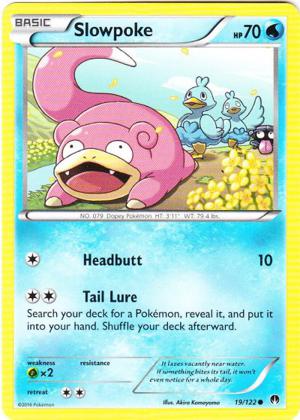 BASIC
Slowpoke
HP70
NO. 079 Dopey Pokémon HT: 3'11" WT: 79.4 lbs.
Headbutt 10
Tail Lure
Search your deck for a Pokémon, reveal it, and put it
into your hand. Shuffle your deck afterward.
weakness resistance
×2
retreat
It lazes vacantly near water.
If something bites its tail, it won't
even notice for a whole day.
©2016 Pokémon
Illus. Akira Komayama
19/122